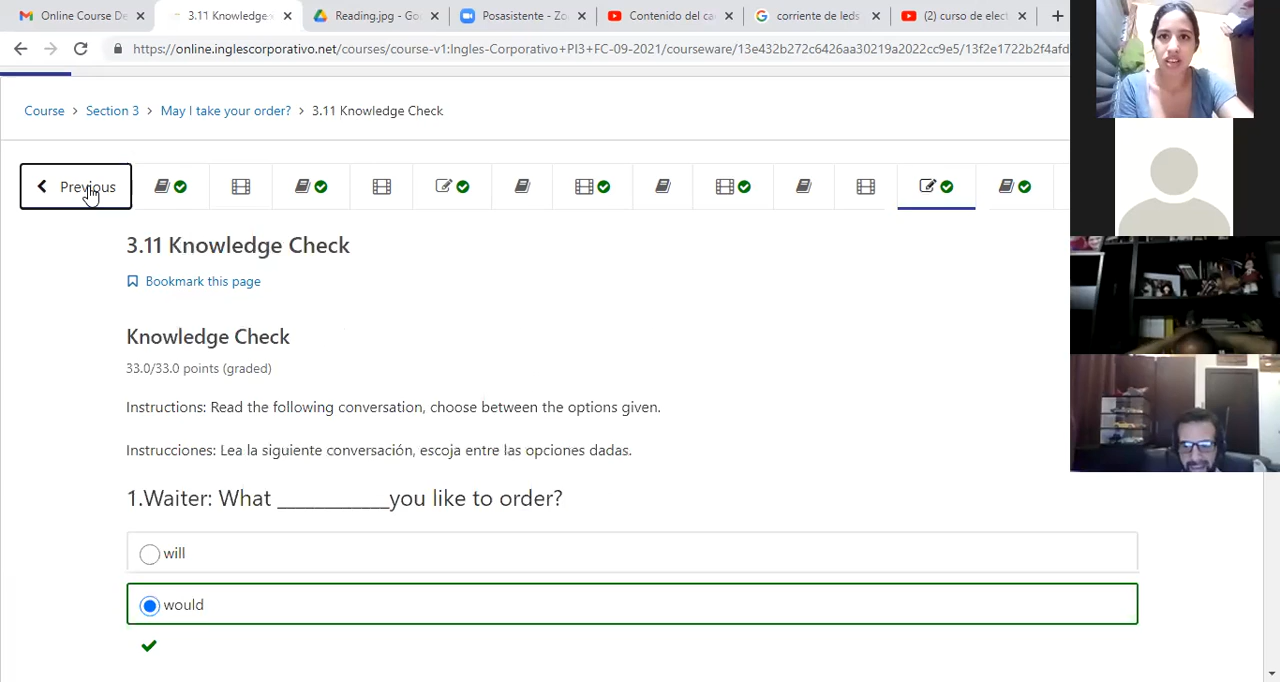 Online Course De
3.11 Knowledge
Reading.jpg - Go
Posasistente - Zo
Contenido del ca
corriente de leds
(2) curso de elect
https://online.inglescorporativo.net/courses/course-v1:Ingles-Corporativo+PI3+FC-09-2021/courseware/13e432b272c6426aa30219a2022cc9e5/13f2e1722b2f4afd
Course > Section 3 > May I take your order? > 3.11 Knowledge Check
Previous
3.11 Knowledge Check
Bookmark this page
Knowledge Check
33.0/33.0 points (graded)
Instructions: Read the following conversation, choose between the options given.
Instrucciones: Lea la siguiente conversación, escoja entre las opciones dadas.
1.Waiter: What ____________you like to order?
will
would